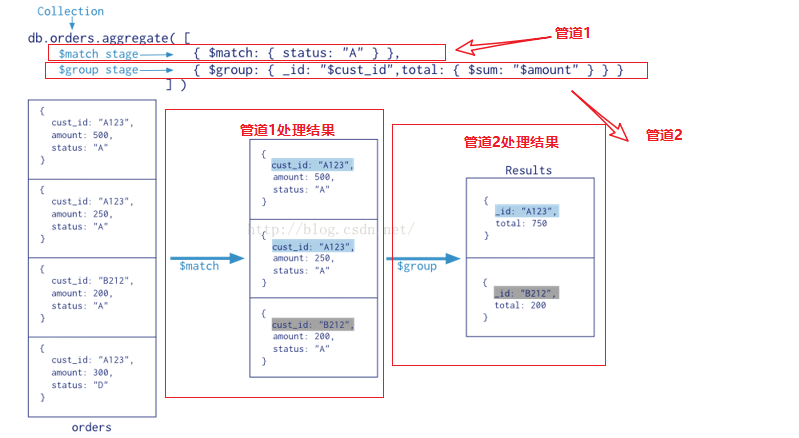 Collection
db.orders.aggregate( [
$match stage
{ $match: { status: "A" } },
管道1
$group stage
{ $group: { _id: "$cust_id",total: { $sum: "$amount" } } }
] )
管道2
{
cust_id: "A123",
amount: 500,
status: "A"
}
{
cust_id: "A123",
amount: 250,
status: "A"
}
{
cust_id: "B212",
amount: 200,
status: "A"
}
{
cust_id: "A123",
amount: 300,
status: "D"
}
orders
$match
管道1处理结果
{
cust_id: "A123",
amount: 500,
status: "A"
}
{
cust_id: "A123",
amount: 250,
status: "A"
}
{
cust_id: "B212",
amount: 200,
status: "A"
}
http://blog.csdn.net/
$group
管道2处理结果
Results
{
_id: "A123",
total: 750
}
{
_id: "B212",
total: 200
}